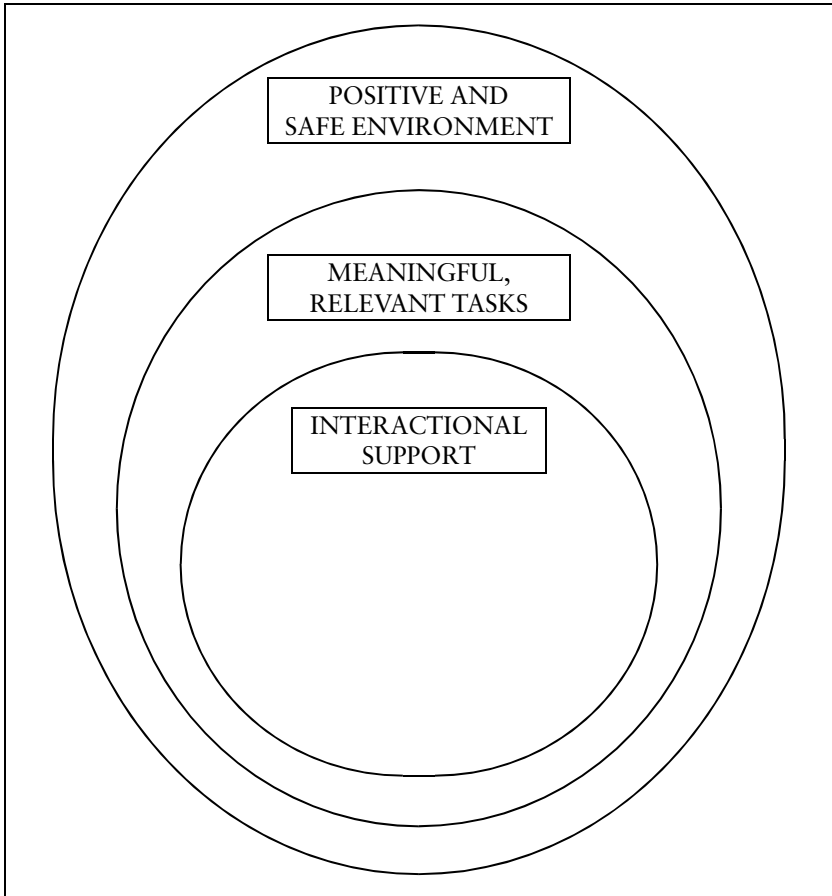 POSITIVE AND
SAFE ENVIRONMENT
MEANINGFUL,
RELEVANT TASKS
INTERACTIONAL
SUPPORT